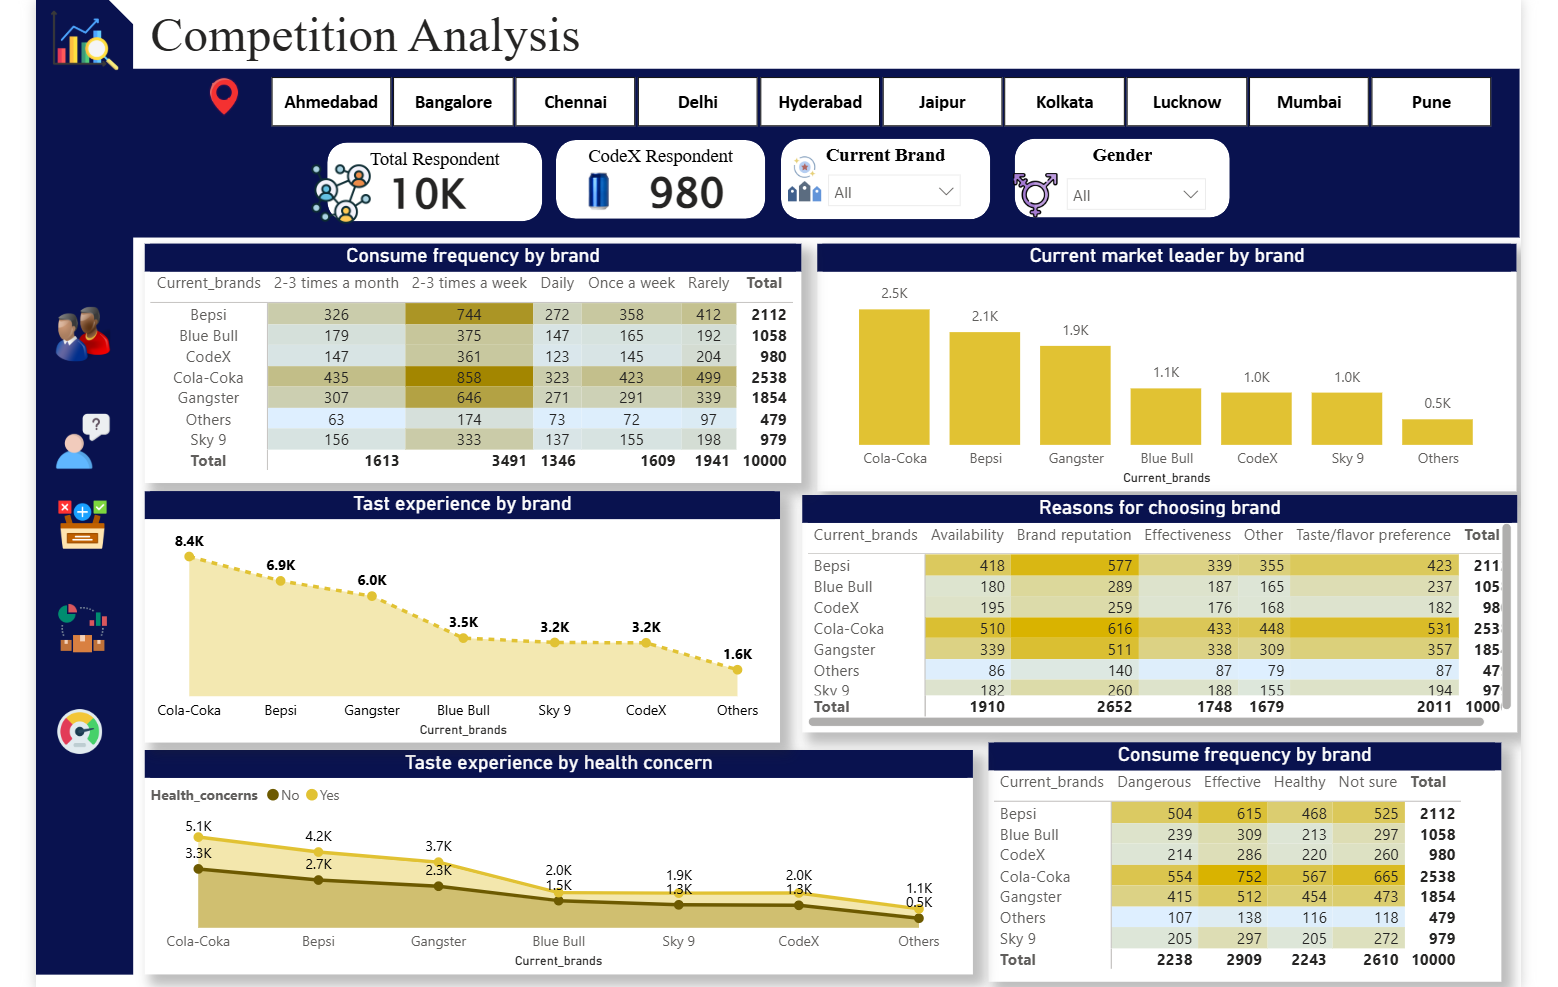 Competition Analysis
Ahmedabad Bangalore Chennai Delhi Hyderabad Jaipur Kolkata Lucknow Mumbai Pune
Total Respondent
10K
CodeX Respondent
980
Current Brand
All
Gender
All
Consume frequency by brand
Current_brands 2-3 times a month 2-3 times a week Daily Once a week Rarely Total
Bepsi 326 744 272 358 412 2112
Blue Bull 179 375 147 165 192 1058
CodeX 147 361 123 145 204 980
Cola-Coka 435 858 323 423 499 2538
Gangster 307 646 271 291 339 1854
Others 63 174 73 72 97 479
Sky 9 156 333 137 155 198 979
Total 1613 3491 1346 1609 1941 10000
Current market leader by brand
2.5K 2.1K 1.9K 1.1K 1.0K 1.0K 0.5K
Cola-Coka Bepsi Gangster Blue Bull CodeX Sky 9 Others
Current_brands
Tast experience by brand
8.4K 6.9K 6.0K 3.5K 3.2K 3.2K 1.6K
Cola-Coka Bepsi Gangster Blue Bull Sky 9 CodeX Others
Current_brands
Reasons for choosing brand
Current_brands Availability Brand reputation Effectiveness Other Taste/flavor preference Total
Bepsi 418 577 339 355 423 211
Blue Bull 180 289 187 165 237 105
CodeX 195 259 176 168 182 98
Cola-Coka 510 616 433 448 531 253
Gangster 339 511 338 309 357 185
Others 86 140 87 79 87 47
Sky 9 182 260 188 155 194 97
Total 1910 2652 1748 1679 2011 1000
Taste experience by health concern
Health_concerns No Yes
5.1K 4.2K 3.7K 2.0K 1.9K 2.0K 1.1K
3.3K 2.7K 2.3K 1.5K 1.3K 1.3K 0.5K
Cola-Coka Bepsi Gangster Blue Bull Sky 9 CodeX Others
Current_brands
Consume frequency by brand
Current_brands Dangerous Effective Healthy Not sure Total
Bepsi 504 615 468 525 2112
Blue Bull 239 309 213 297 1058
CodeX 214 286 220 260 980
Cola-Coka 554 752 567 665 2538
Gangster 415 512 454 473 1854
Others 107 138 116 118 479
Sky 9 205 297 205 272 979
Total 2238 2909 2243 2610 10000